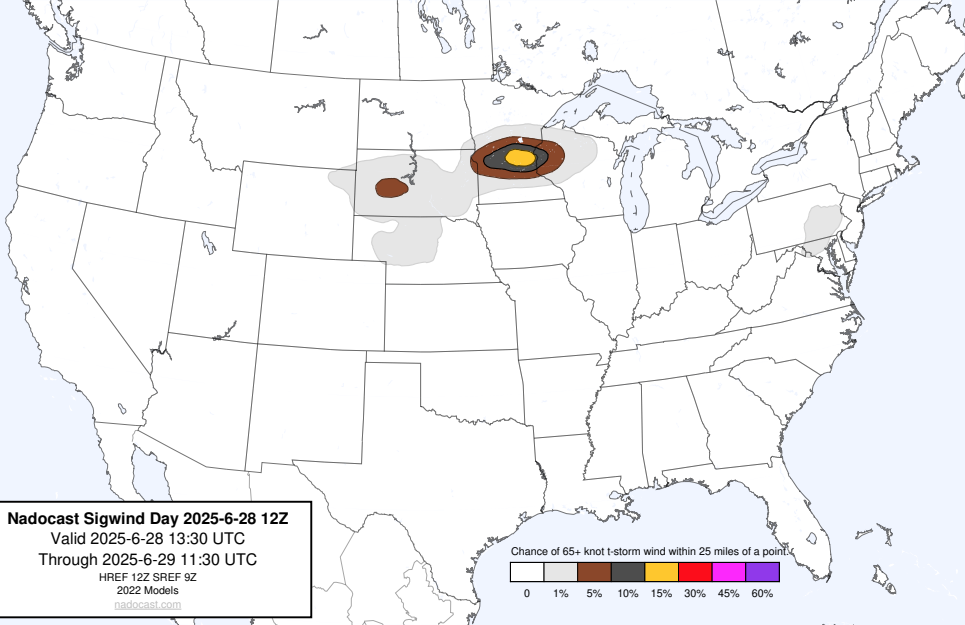 Nadocast Sigwind Day 2025-6-28 12Z
Valid 2025-6-28 13:30 UTC
Through 2025-6-29 11:30 UTC
HREF 12Z SREF 9Z
2022 Models
nadocast.com
Chance of 65+ knot t-storm wind within 25 miles of a point.
0 1% 5% 10% 15% 30% 45% 60%